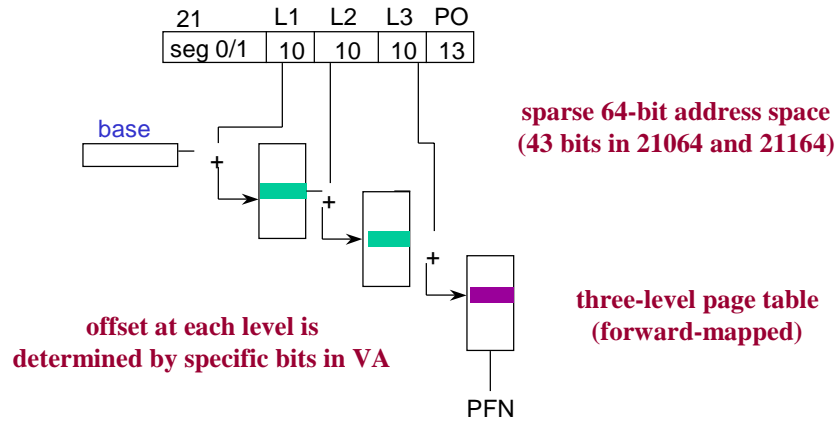 21 L1 L2 L3 PO
seg 0/1 10 10 10 13
sparse 64-bit address space
(43 bits in 21064 and 21164)
base
+
+
+
three-level page table
(forward-mapped)
offset at each level is
determined by specific bits in VA
PFN